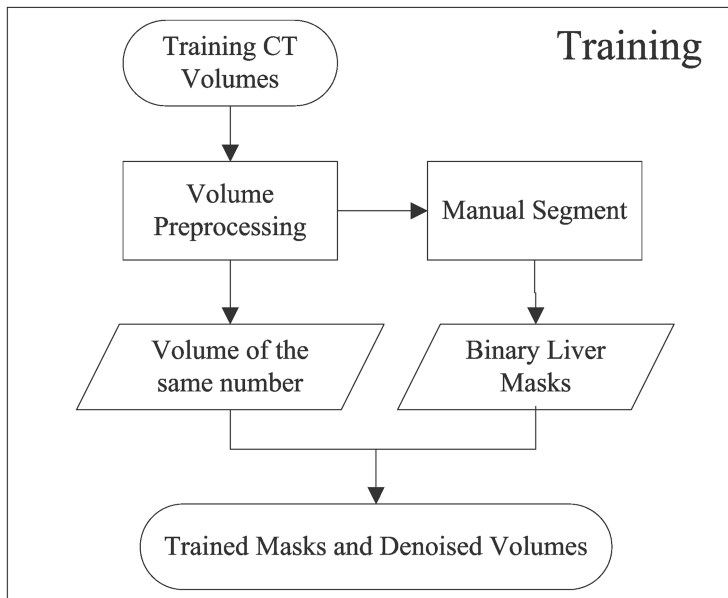 Training
Training CT
Volumes
Volume
Preprocessing
Manual Segment
Volume of the
same number
Binary Liver
Masks
Trained Masks and Denoised Volumes